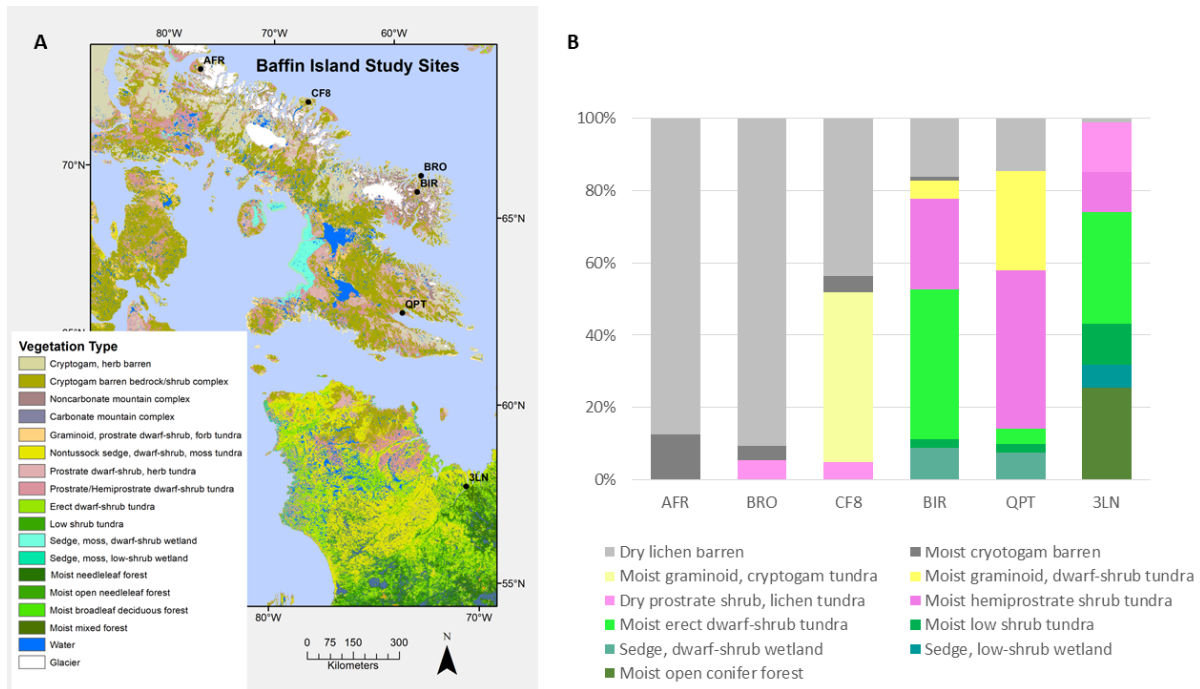 A
80°W
70°W
60°W
Baffin Island Study Sites
AFR
CF8
70°N
BRO
BIR
65°N
QPT
Vegetation Type
Cryptogam, herb barren
Cryptogam barren bedrock/shrub complex
Noncarbonate mountain complex
Carbonate mountain complex
Graminoid, prostrate dwarf-shrub, forb tundra
Nontussock sedge, dwarf-shrub, moss tundra
Prostrate dwarf-shrub, herb tundra
Prostrate/Hemiprostrate dwarf-shrub tundra
Erect dwarf-shrub tundra
Low shrub tundra
Sedge, moss, dwarf-shrub wetland
Sedge, moss, low-shrub wetland
Moist needleleaf forest
Moist open needleleaf forest
Moist broadleaf deciduous forest
Moist mixed forest
Water
Glacier
60°N
3LN
55°N
80°W
70°W
0 75 150 300
Kilometers
N
B
100%
80%
60%
40%
20%
0%
AFR BRO CF8 BIR QPT 3LN
Dry lichen barren
Moist cryotogam barren
Moist graminoid, cryptogam tundra
Moist graminoid, dwarf-shrub tundra
Dry prostrate shrub, lichen tundra
Moist hemiprostrate shrub tundra
Moist erect dwarf-shrub tundra
Moist low shrub tundra
Sedge, dwarf-shrub wetland
Sedge, low-shrub wetland
Moist open conifer forest